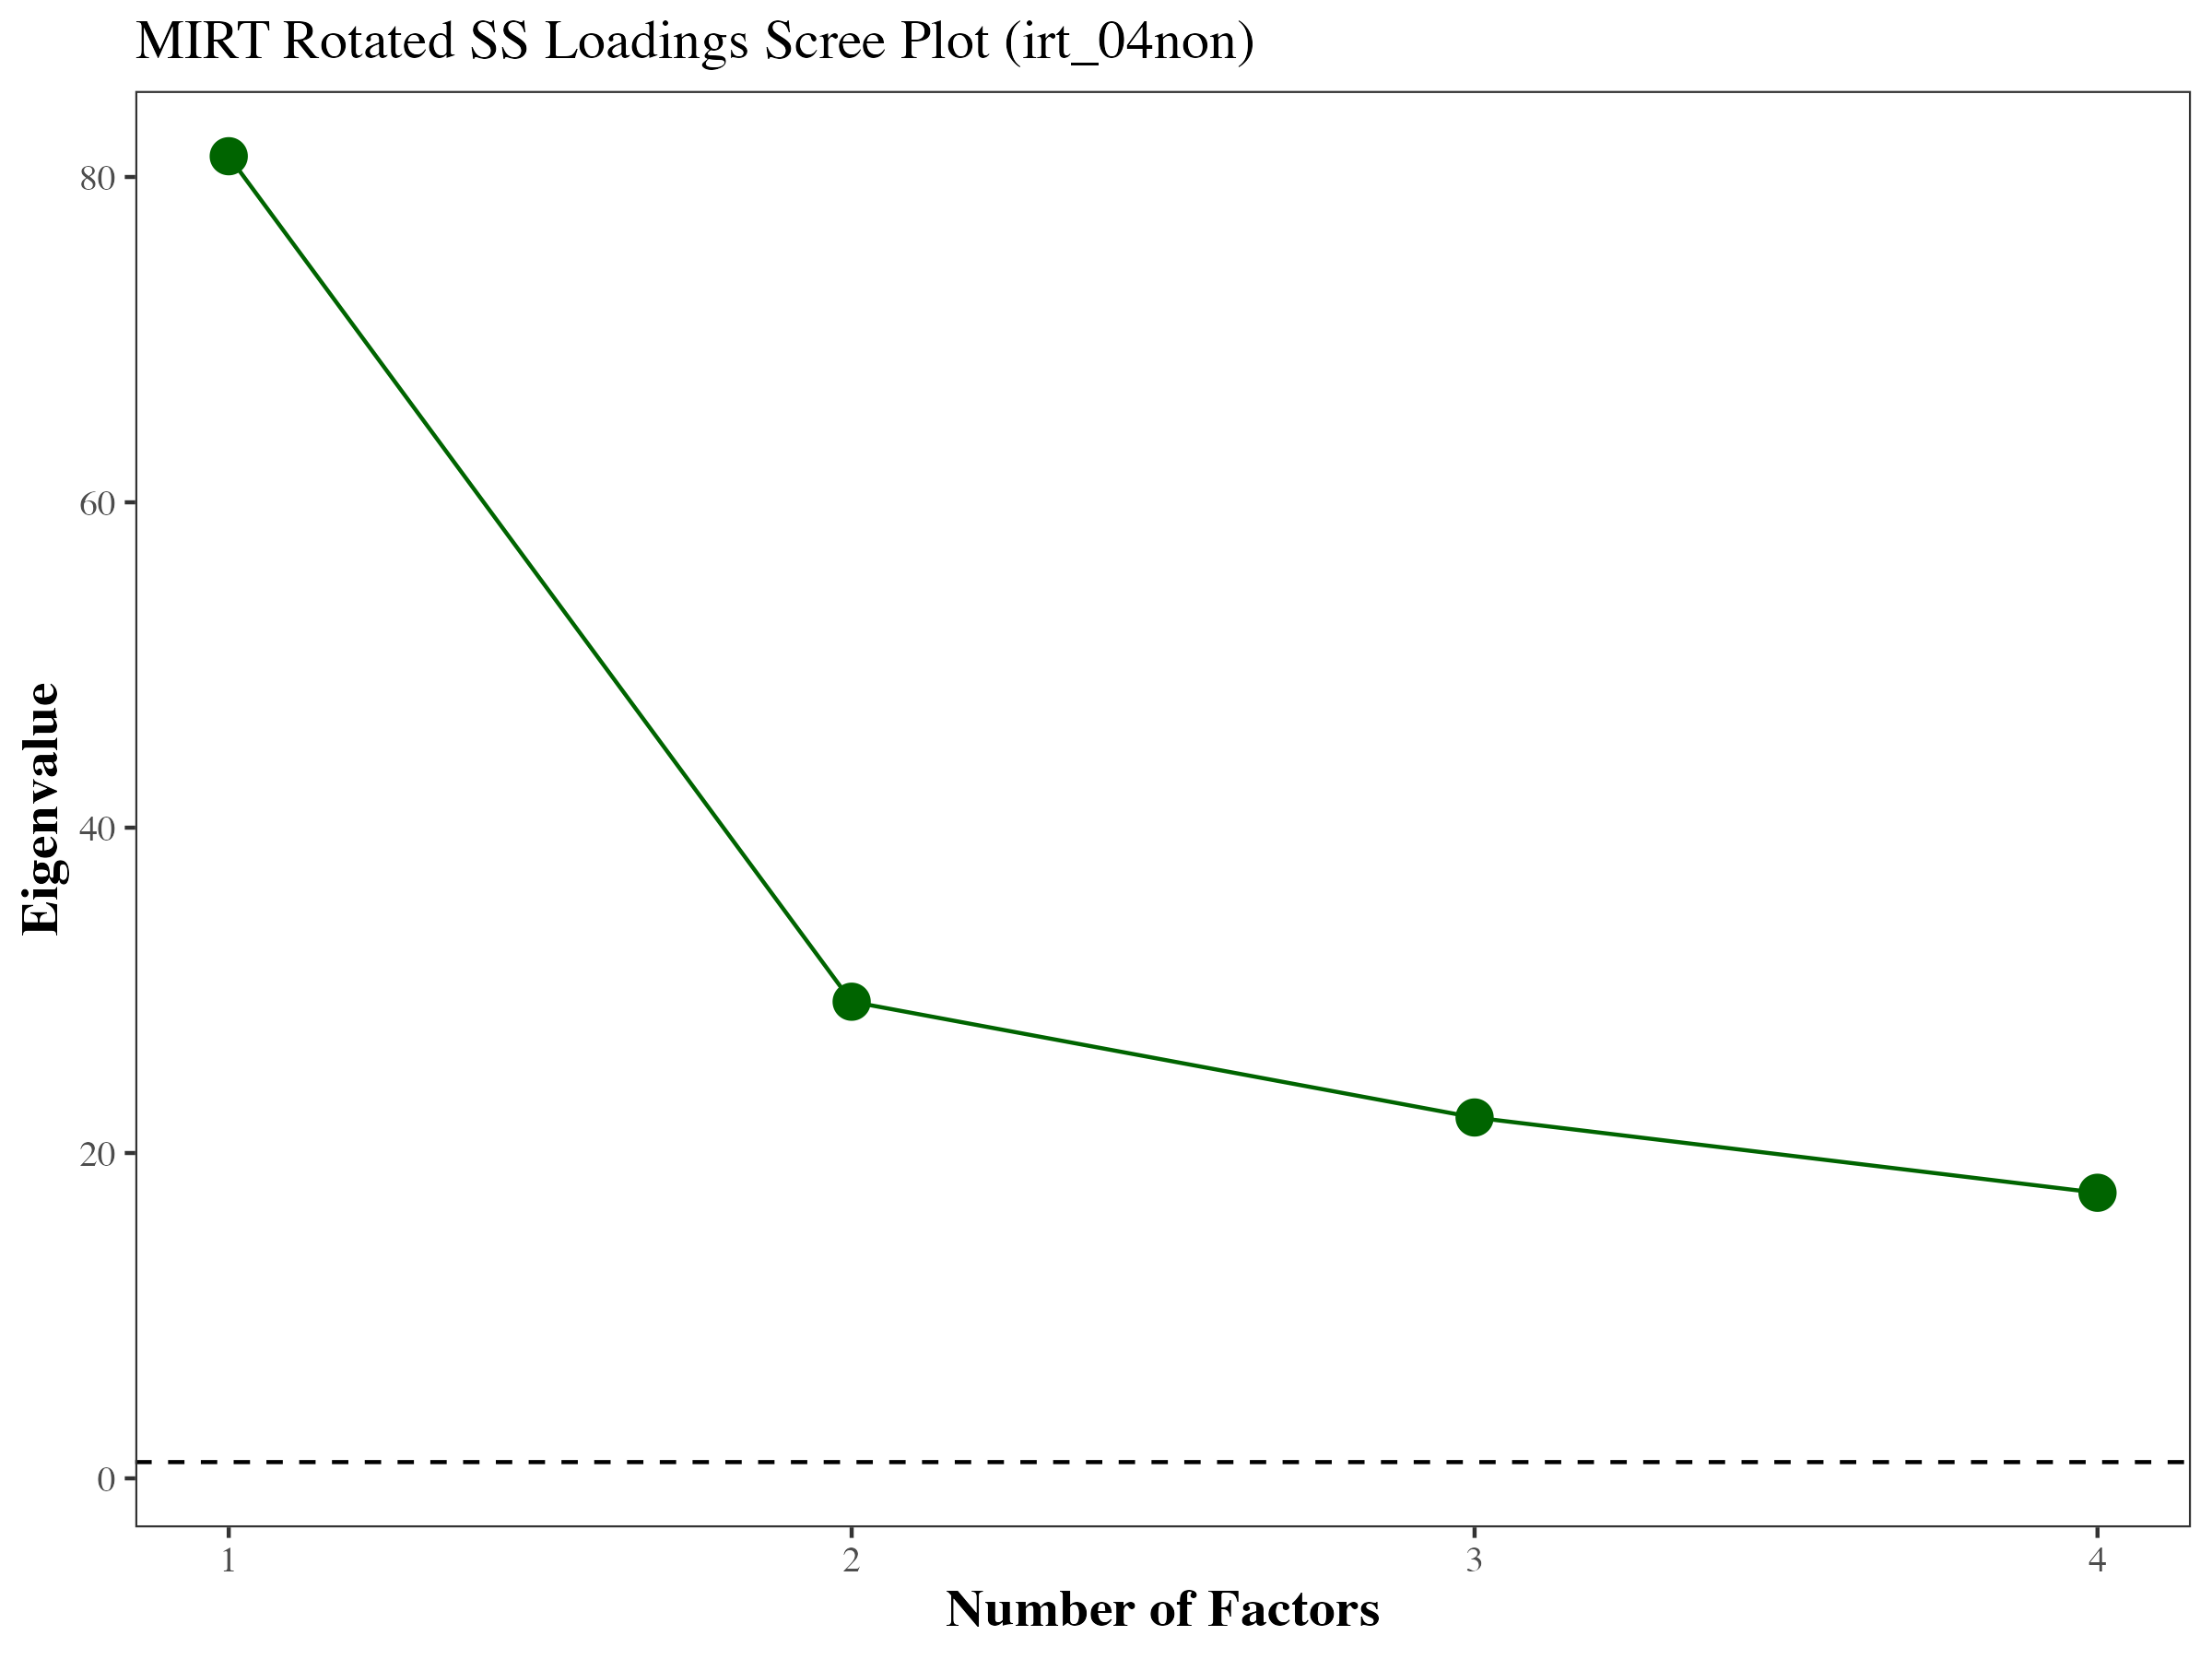 MIRT Rotated SS Loadings Scree Plot (irt_04non)
80
60
40
20
0
Eigenvalue
1 2 3 4
Number of Factors